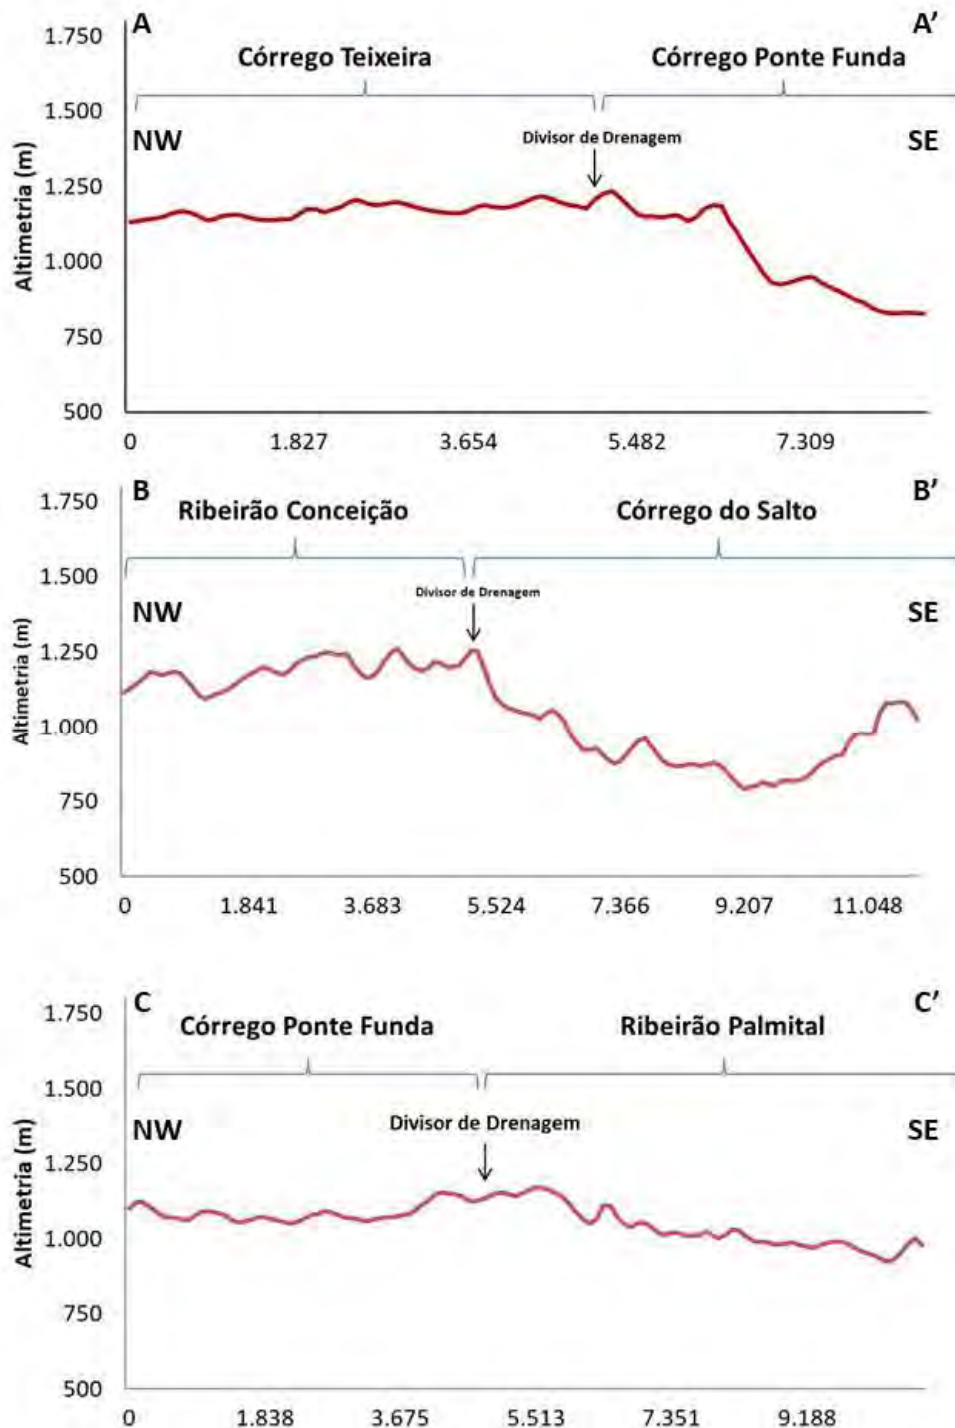 A A’
1.750
Córrego Teixeira Córrego Ponte Funda
1.500
NW Divisor de Drenagem SE
1.250
1.000
750
500
Altimetria (m)
0 1.827 3.654 5.482 7.309
B B’
1.750
Ribeirão Conceição Córrego do Salto
1.500
Divisor de Drenagem
NW SE
1.250
1.000
750
500
Altimetria (m)
0 1.841 3.683 5.524 7.366 9.207 11.048
C C’
1.750
Córrego Ponte Funda Ribeirão Palmital
1.500
Divisor de Drenagem
NW SE
1.250
1.000
750
500
Altimetria (m)
0 1.838 3.675 5.513 7.351 9.188